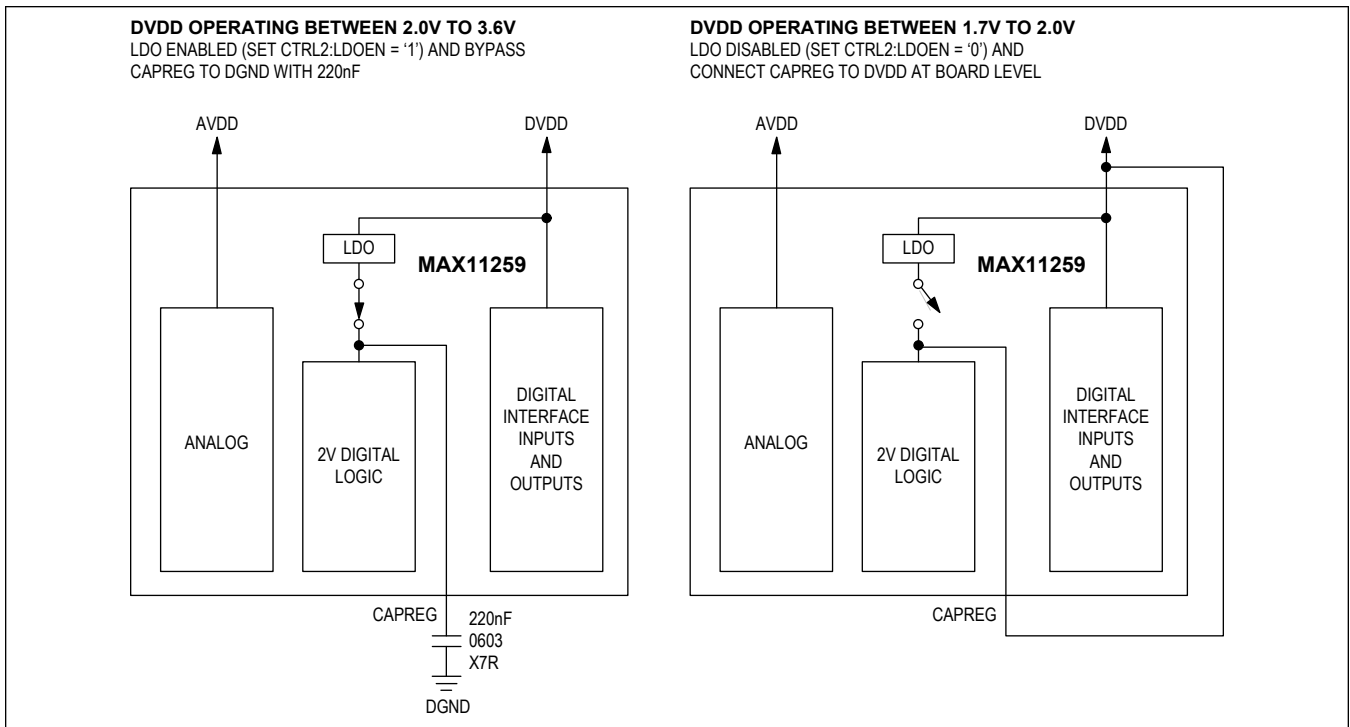 DVDD OPERATING BETWEEN 2.0V TO 3.6V
LDO ENABLED (SET CTRL2:LDOEN = '1') AND BYPASS
CAPREG TO DGND WITH 220nF
AVDD
DVDD
LDO
MAX11259
ANALOG
2V DIGITAL
LOGIC
DIGITAL
INTERFACE
INPUTS
AND
OUTPUTS
CAPREG
220nF
0603
X7R
DGND
DVDD OPERATING BETWEEN 1.7V TO 2.0V
LDO DISABLED (SET CTRL2:LDOEN = '0') AND
CONNECT CAPREG TO DVDD AT BOARD LEVEL
AVDD
DVDD
LDO
MAX11259
ANALOG
2V DIGITAL
LOGIC
DIGITAL
INTERFACE
INPUTS
AND
OUTPUTS
CAPREG